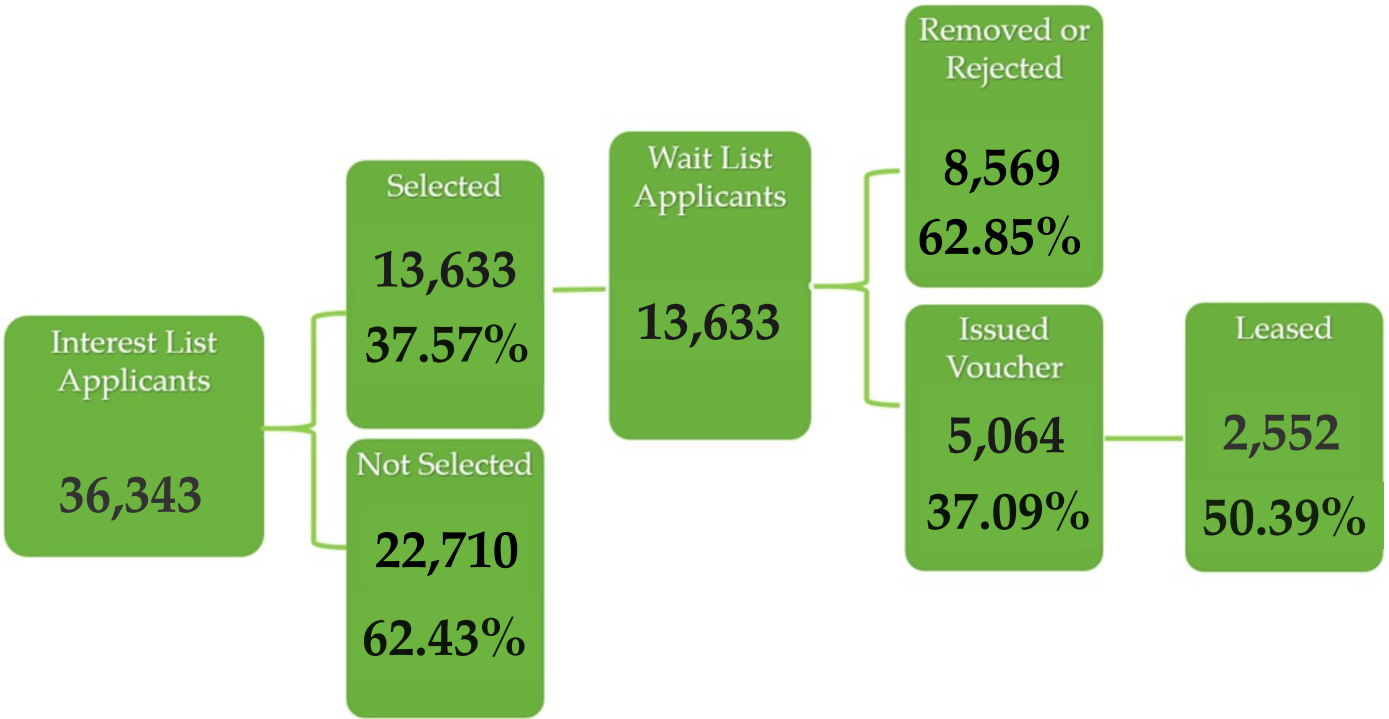 Interest List
Applicants
36,343
Selected
13,633
37.57%
Not Selected
22,710
62.43%
Wait List
Applicants
13,633
Removed or
Rejected
8,569
62.85%
Issued
Voucher
5,064
37.09%
Leased
2,552
50.39%